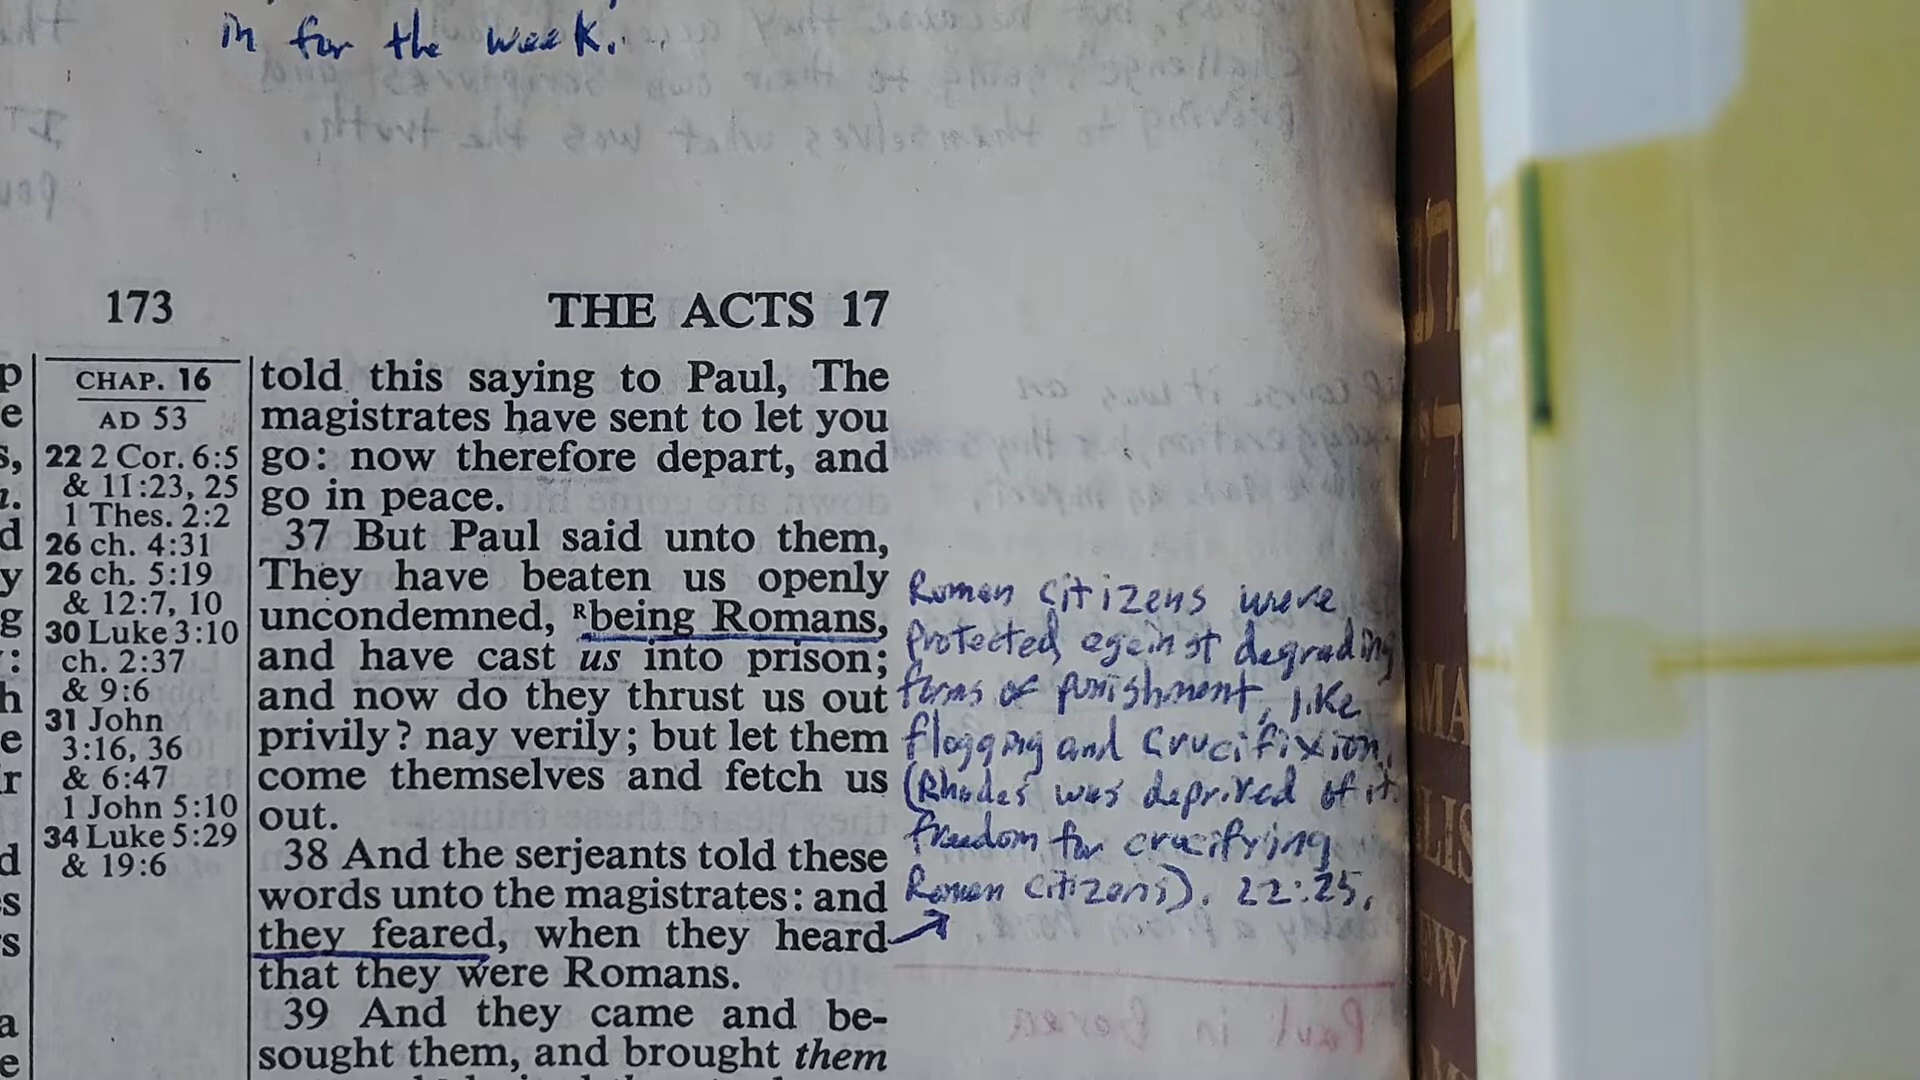 in for the week.
173
THE ACTS 17
CHAP. 16
AD 53
22 2 Cor. 6:5
& 11:23, 25
1 Thes. 2:2
26 ch. 4:31
26 ch. 5:19
& 12:7, 10
30 Luke 3:10
ch. 2:37
& 9:6
31 John
3:16, 36
& 6:47
1 John 5:10
34 Luke 5:29
& 19:6
told this saying to Paul, The
magistrates have sent to let you
go: now therefore depart, and
go in peace.
37 But Paul said unto them,
They have beaten us openly
uncondemned, ᴿbeing Romans,
and have cast us into prison;
and now do they thrust us out
privily? nay verily; but let them
come themselves and fetch us
out.
38 And the serjeants told these
words unto the magistrates: and
they feared, when they heard
that they were Romans.
39 And they came and be-
sought them, and brought them
Roman citizens were
protected against degrading
forms of punishment, like
flogging and crucifixion.
(Rhodes was deprived of it
freedom for crucifying
Roman citizens). 22:25.